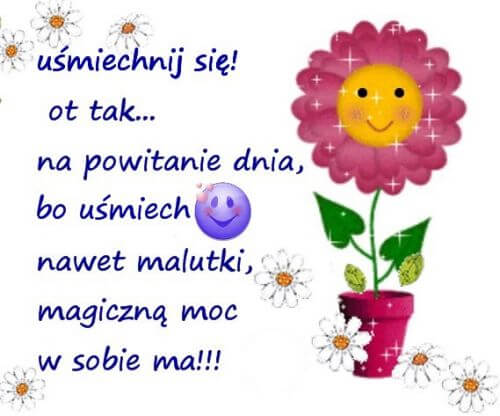 uśmiechnij się!
ot tak...
na powitanie dnia,
bo uśmiech
nawet malutki,
magiczną moc
w sobie ma!!!